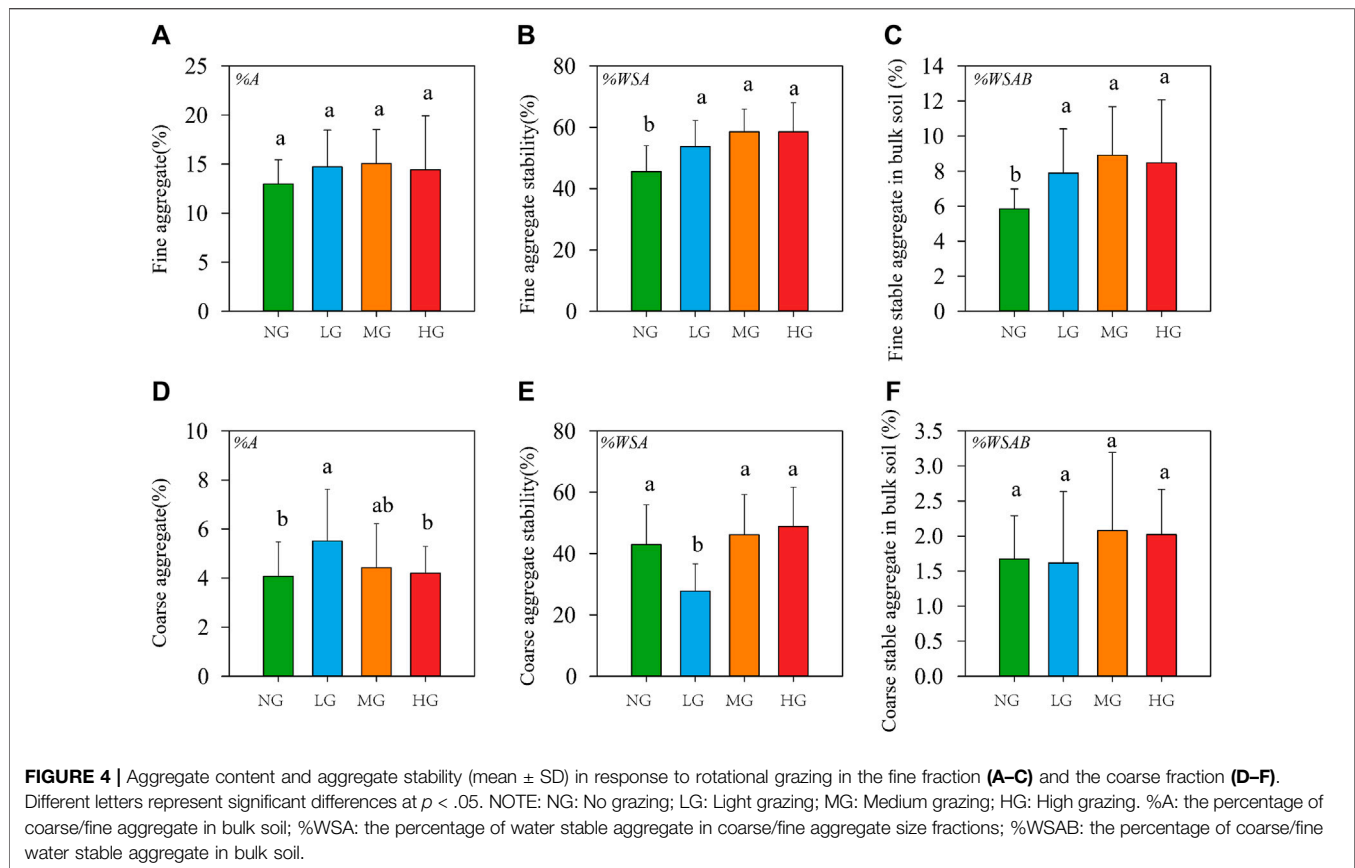 A
B
C
25
20
15
10
5
0
%A
Fine aggregate(%)
a
a
a
a
NG
LG
MG
HG
80
60
40
20
0
%WSA
Fine aggregate stability(%)
b
a
a
a
NG
LG
MG
HG
14
12
10
8
6
4
2
0
%WSAB
Fine stable aggregate in bulk soil (%)
b
a
a
a
NG
LG
MG
HG
D
E
F
10
8
6
4
2
0
%A
Coarse aggregate(%)
b
a
ab
b
NG
LG
MG
HG
80
60
40
20
0
%WSA
Coarse aggregate stability(%)
a
b
a
a
NG
LG
MG
HG
3.5
3.0
2.5
2.0
1.5
1.0
0.5
0.0
%WSAB
Coarse stable aggregate in bulk soil (%)
a
a
a
a
NG
LG
MG
HG
FIGURE 4 | Aggregate content and aggregate stability (mean ± SD) in response to rotational grazing in the fine fraction (A–C) and the coarse fraction (D–F).
Different letters represent significant differences at p < .05. NOTE: NG: No grazing; LG: Light grazing; MG: Medium grazing; HG: High grazing. %A: the percentage of
coarse/fine aggregate in bulk soil; %WSA: the percentage of water stable aggregate in coarse/fine aggregate size fractions; %WSAB: the percentage of coarse/fine
water stable aggregate in bulk soil.